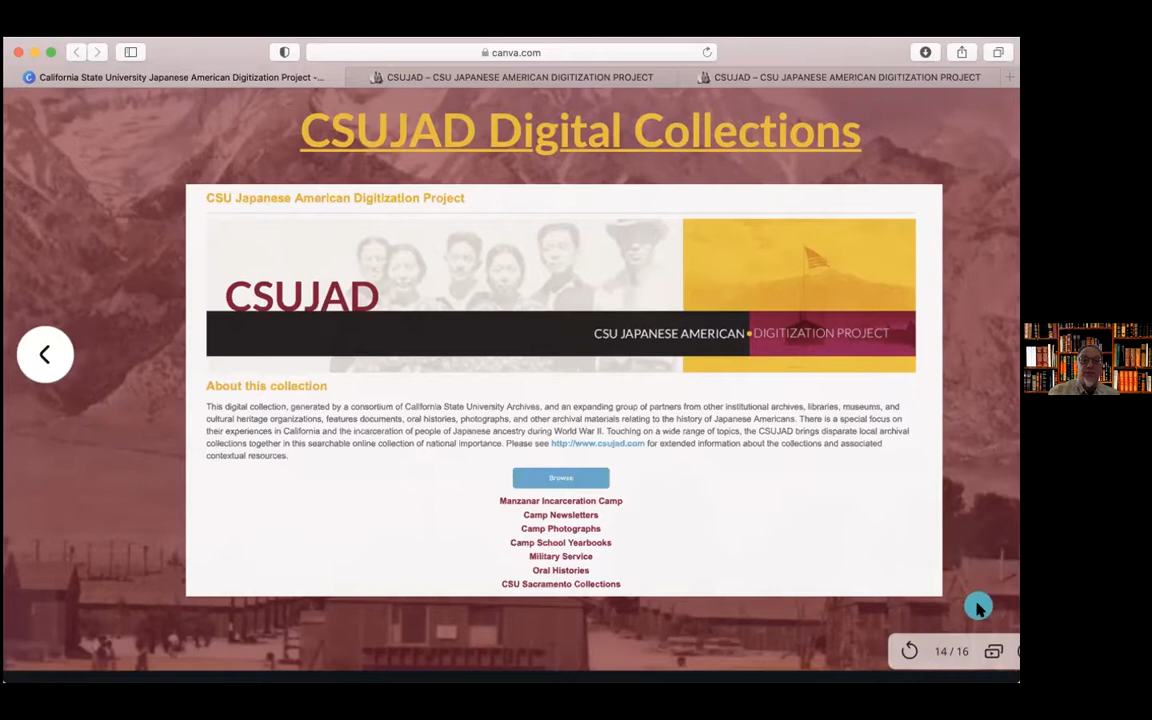 canva.com
California State University Japanese American Digitization Project -...
CSUJAD – CSU JAPANESE AMERICAN DIGITIZATION PROJECT
CSUJAD – CSU JAPANESE AMERICAN DIGITIZATION PROJECT
CSUJAD Digital Collections
CSU Japanese American Digitization Project
CSUJAD
CSU JAPANESE AMERICAN•DIGITIZATION PROJECT
About this collection
This digital collection, generated by a consortium of California State University Archives, and an expanding group of partners from other institutional archives, libraries, museums, and
cultural heritage organizations, features documents, oral histories, photographs, and other archival materials relating to the history of Japanese Americans. There is a special focus on
their experiences in California and the incarceration of people of Japanese ancestry during World War II. Touching on a wide range of topics, the CSUJAD brings disparate local archival
collections together in this searchable online collection of national importance. Please see http://www.csujad.com for extended information about the collections and associated
contextual resources.
Browse
Manzanar Incarceration Camp
Camp Newsletters
Camp Photographs
Camp School Yearbooks
Military Service
Oral Histories
CSU Sacramento Collections
14 / 16